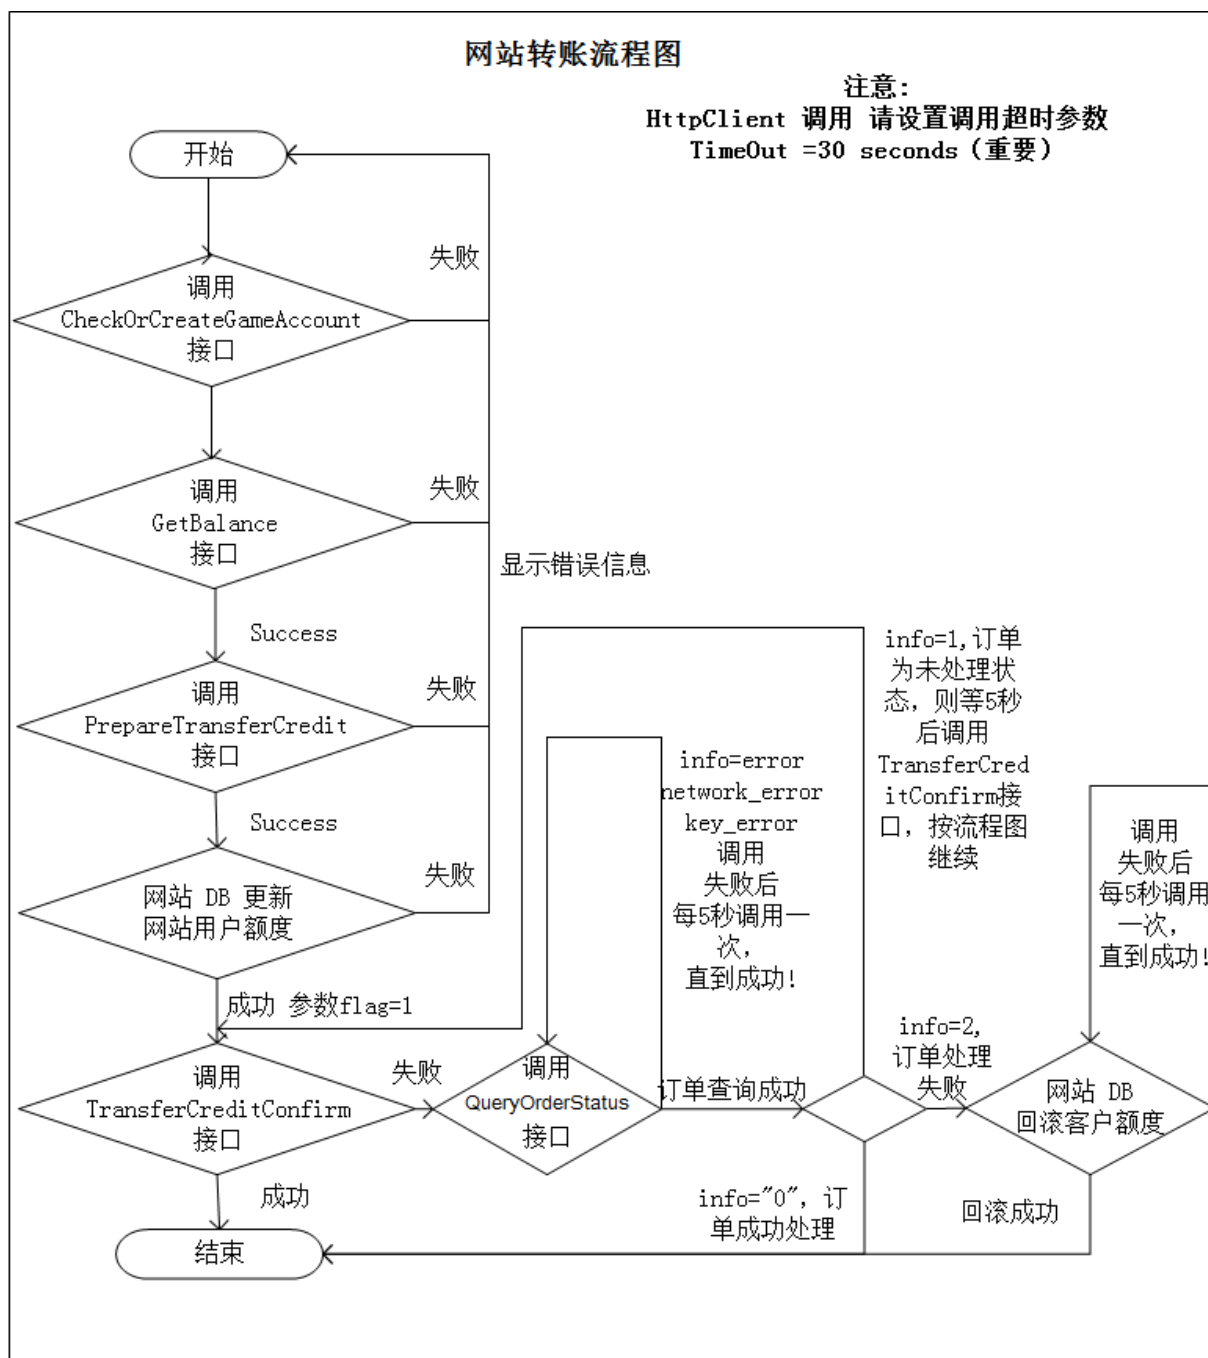 网站转账流程图
注意:
HttpClient 调用 请设置调用超时参数
TimeOut =30 seconds (重要)
开始
失败
调用
CheckOrCreateGameAccount
接口
失败
调用
GetBalance
接口
显示错误信息
Success
失败
调用
PrepareTransferCredit
接口
Success
失败
网站 DB 更新
网站用户额度
成功 参数flag=1
info=error
network_error
key_error
调用
失败后
每5秒调用一
次,
直到成功!
info=1,订单
为未处理状
态, 则等5秒
后调用
TransferCred
itConfirm接
口, 按流程图
继续
调用
失败后
每5秒调用
一次,
直到成功!
调用
TransferCreditConfirm
接口
失败
调用
QueryOrderStatus
接口
订单查询成功
info=2,
订单处理
失败
网站 DB
回滚客户额度
成功
info="0", 订
单成功处理
回滚成功
结束